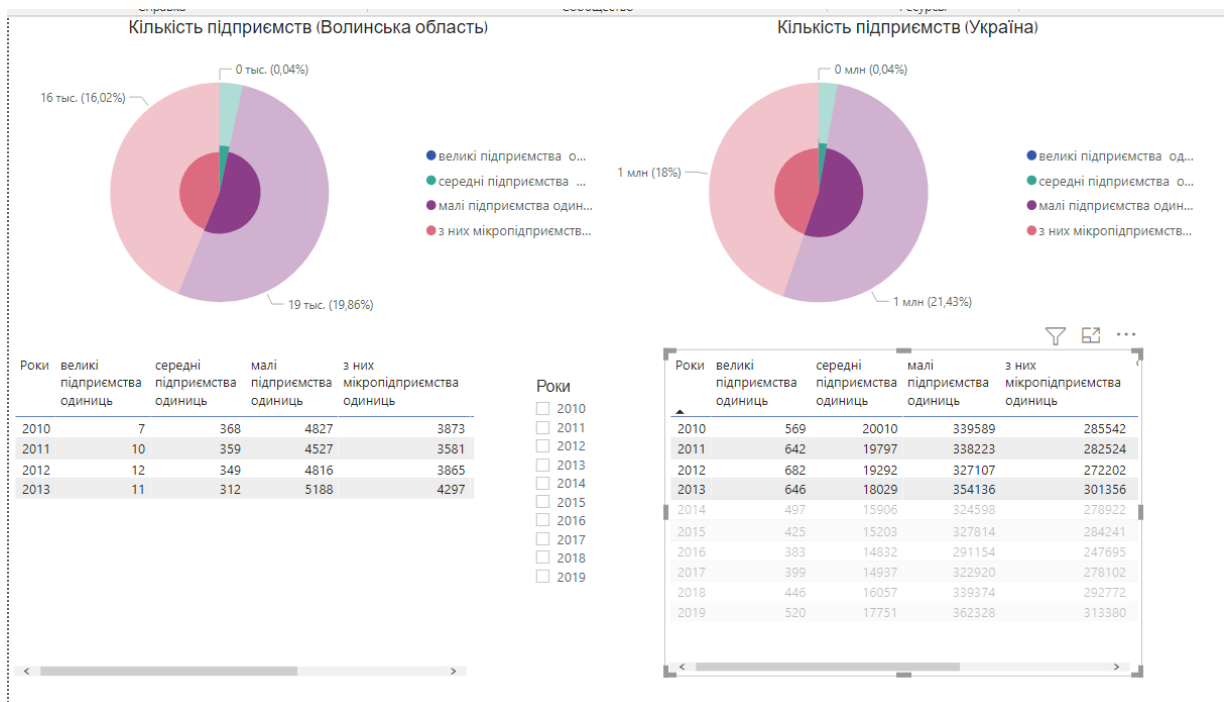 Кількість підприємств (Волинська область)
Кількість підприємств (Україна)
0 тыс. (0,04%)
16 тыс. (16,02%)
19 тыс. (19,86%)
великі підприємства о...
середні підприємства ...
малі підприємства один...
з них мікропідприємств...
0 млн (0,04%)
1 млн (18%)
1 млн (21,43%)
великі підприємства од...
середні підприємства о...
малі підприємства один...
з них мікропідприємств...
Роки великі підприємства одиниць середні підприємства одиниць малі підприємства одиниць з них мікропідприємства одиниць
2010 7 368 4827 3873
2011 10 359 4527 3581
2012 12 349 4816 3865
2013 11 312 5188 4297
Роки
2010
2011
2012
2013
2014
2015
2016
2017
2018
2019
Роки великі підприємства одиниць середні підприємства одиниць малі підприємства одиниць з них мікропідприємства одиниць
2010 569 20010 339589 285542
2011 642 19797 338223 282524
2012 682 19292 327107 272202
2013 646 18029 354136 301356
2014 497 15906 324598 278922
2015 425 15203 327814 284241
2016 383 14832 291154 247695
2017 399 14937 322920 278102
2018 446 16057 339374 292772
2019 520 17751 362328 313380